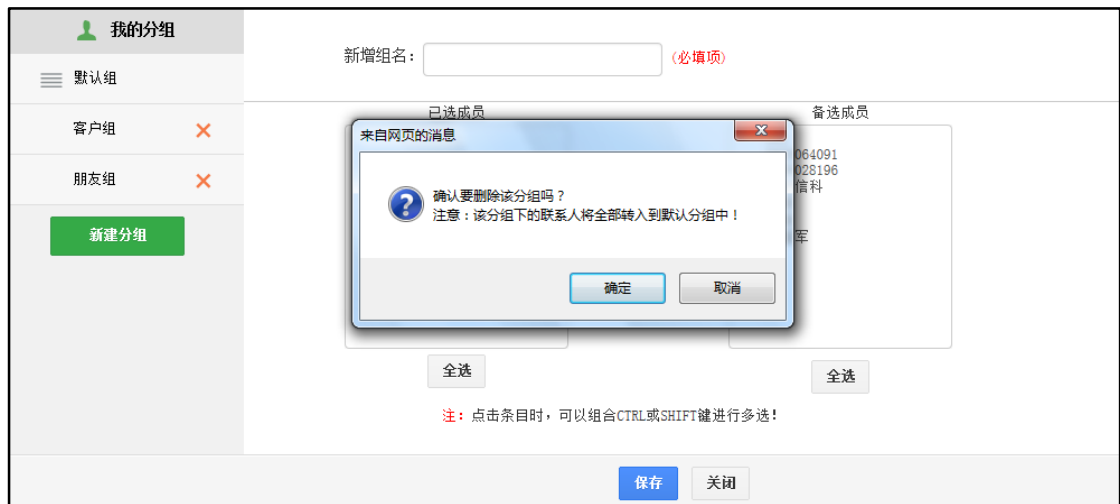 我的分组
默认组
客户组
朋友组
新建分组
新增组名：
(必填项)
已选成员
备选成员
064091
028196
信科
军
来自网页的消息
确认要删除该分组吗？
注意：该分组下的联系人将全部转入到默认分组中！
确定
取消
全选
全选
注：点击条目时，可以组合CTRL或SHIFT键进行多选！
保存
关闭